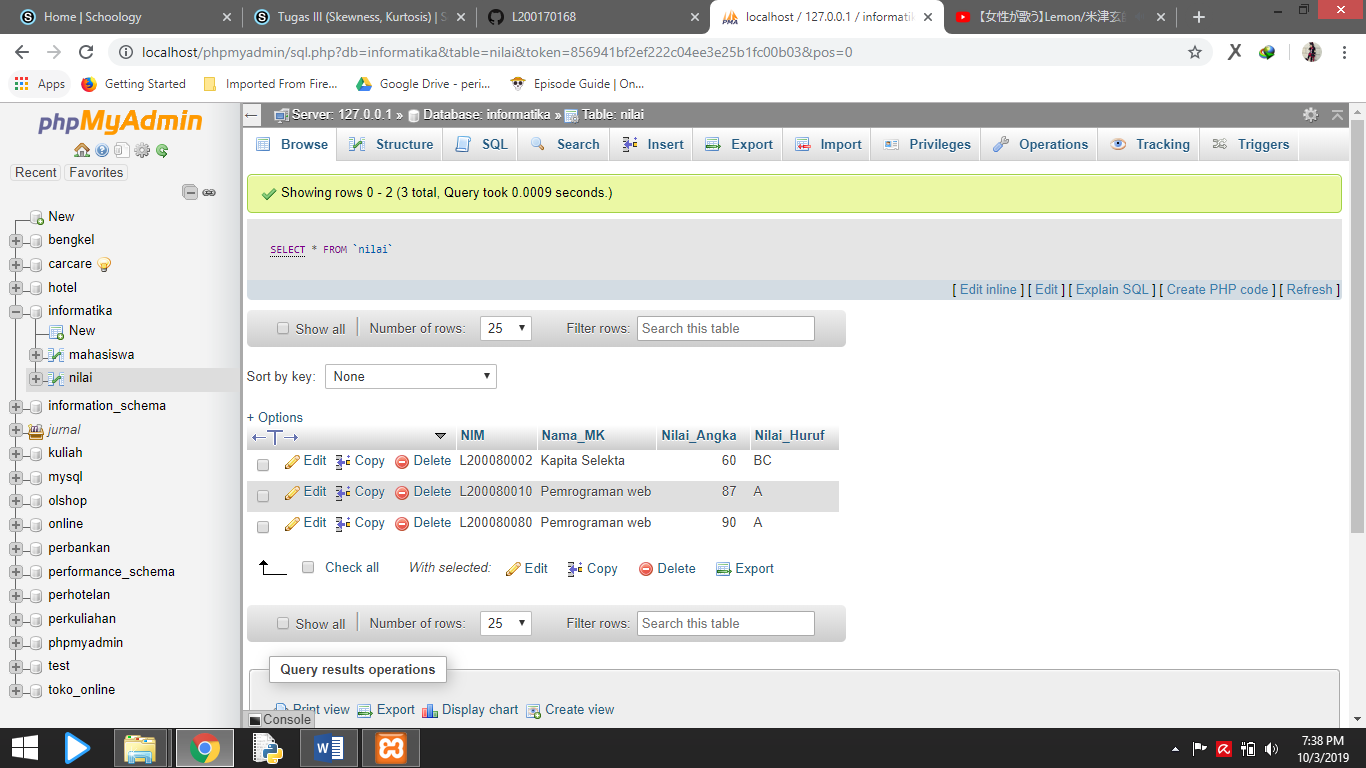 Home | Schoology
Tugas III (Skewness, Kurtosis) | S
L200170168
localhost / 127.0.0.1 / informati
【女性が歌う】Lemon/米津玄
localhost/phpmyadmin/sql.php?db=informatika&table=nilai&token=856941bf2ef222c04ee3e25b1fc00b03&pos=0
Apps Getting Started Imported From Fire... Google Drive - peri... Episode Guide | On...
phpMyAdmin
Recent Favorites
New
bengkel
carcare
hotel
informatika
New
mahasiswa
nilai
information_schema
jurnal
kuliah
mysql
olshop
online
perbankan
performance_schema
perhotelan
perkuliahan
phpmyadmin
test
toko_online
Server: 127.0.0.1 » Database: informatika » Table: nilai
Browse Structure SQL Search Insert Export Import Privileges Operations Tracking Triggers
Showing rows 0 - 2 (3 total, Query took 0.0009 seconds.)
SELECT * FROM `nilai`
[ Edit inline ] [ Edit ] [ Explain SQL ] [ Create PHP code ] [ Refresh ]
Show all Number of rows: 25 Filter rows: Search this table
Sort by key: None
+ Options
←T→ NIM Nama_MK Nilai_Angka Nilai_Huruf
Edit Copy Delete L200080002 Kapita Selekta 60 BC
Edit Copy Delete L200080010 Pemrograman web 87 A
Edit Copy Delete L200080080 Pemrograman web 90 A
Check all With selected: Edit Copy Delete Export
Show all Number of rows: 25 Filter rows: Search this table
Query results operations
Print view Export Display chart Create view
Console
7:38 PM
10/3/2019